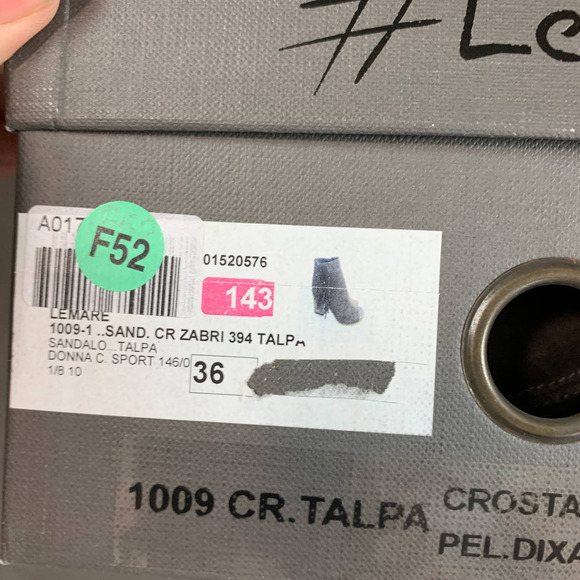 #Le
A017
F52
01520576
143
LEMARE
1009-1 ..SAND. CR ZABRI 394 TALPA
SANDALO...TALPA
DONNA C. SPORT 146/0
1/8 10
36
1009 CR.TALPA
CROSTA
PEL.DIXA